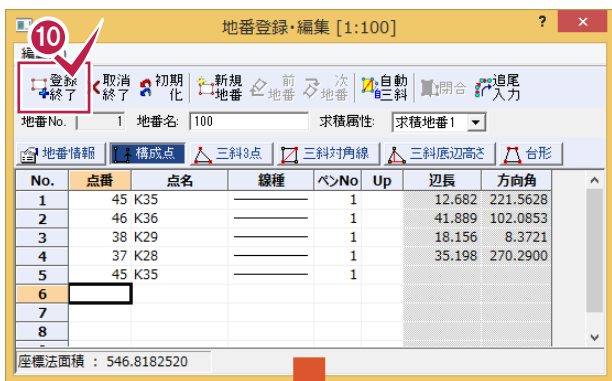 地番登録・編集 [1:100] ? ×
10
登録終了 取消終了 初期化 新規地番 前地番 次地番 自動三斜 閉合 追尾入力
地番No. 1 地番名: 100 求積属性: 求積地番1
地番情報 構成点 三斜3点 三斜対角線 三斜底辺高さ 台形
No. 点番 点名 線種 ペンNo Up 辺長 方向角
1 45 K35 1 12.682 221.5628
2 46 K36 1 41.889 102.0853
3 38 K29 1 18.156 8.3721
4 37 K28 1 35.198 270.2900
5 45 K35 1
6
7
8
座標法面積 : 546.8182520